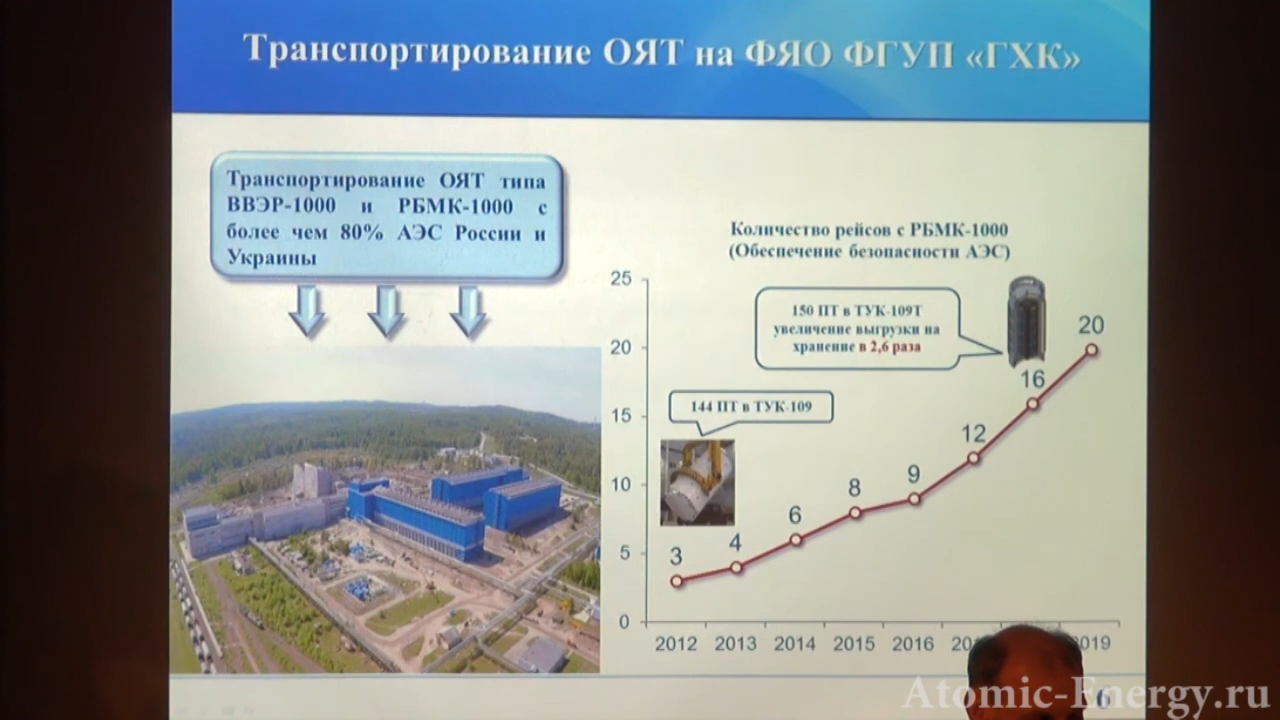 Транспортирование ОЯТ на ФЯО ФГУП «ГХК»
Транспортирование ОЯТ типа
ВВЭР-1000 и РБМК-1000 с
более чем 80% АЭС России и
Украины
Количество рейсов с РБМК-1000
(Обеспечение безопасности АЭС)
150 ПТ в ТУК-109Т
увеличение выгрузки на
хранение в 2,6 раза
144 ПТ в ТУК-109
25
20
15
10
5
0
3
4
6
8
9
12
16
20
2012
2013
2014
2015
2016
6
Atomic-Energy.ru